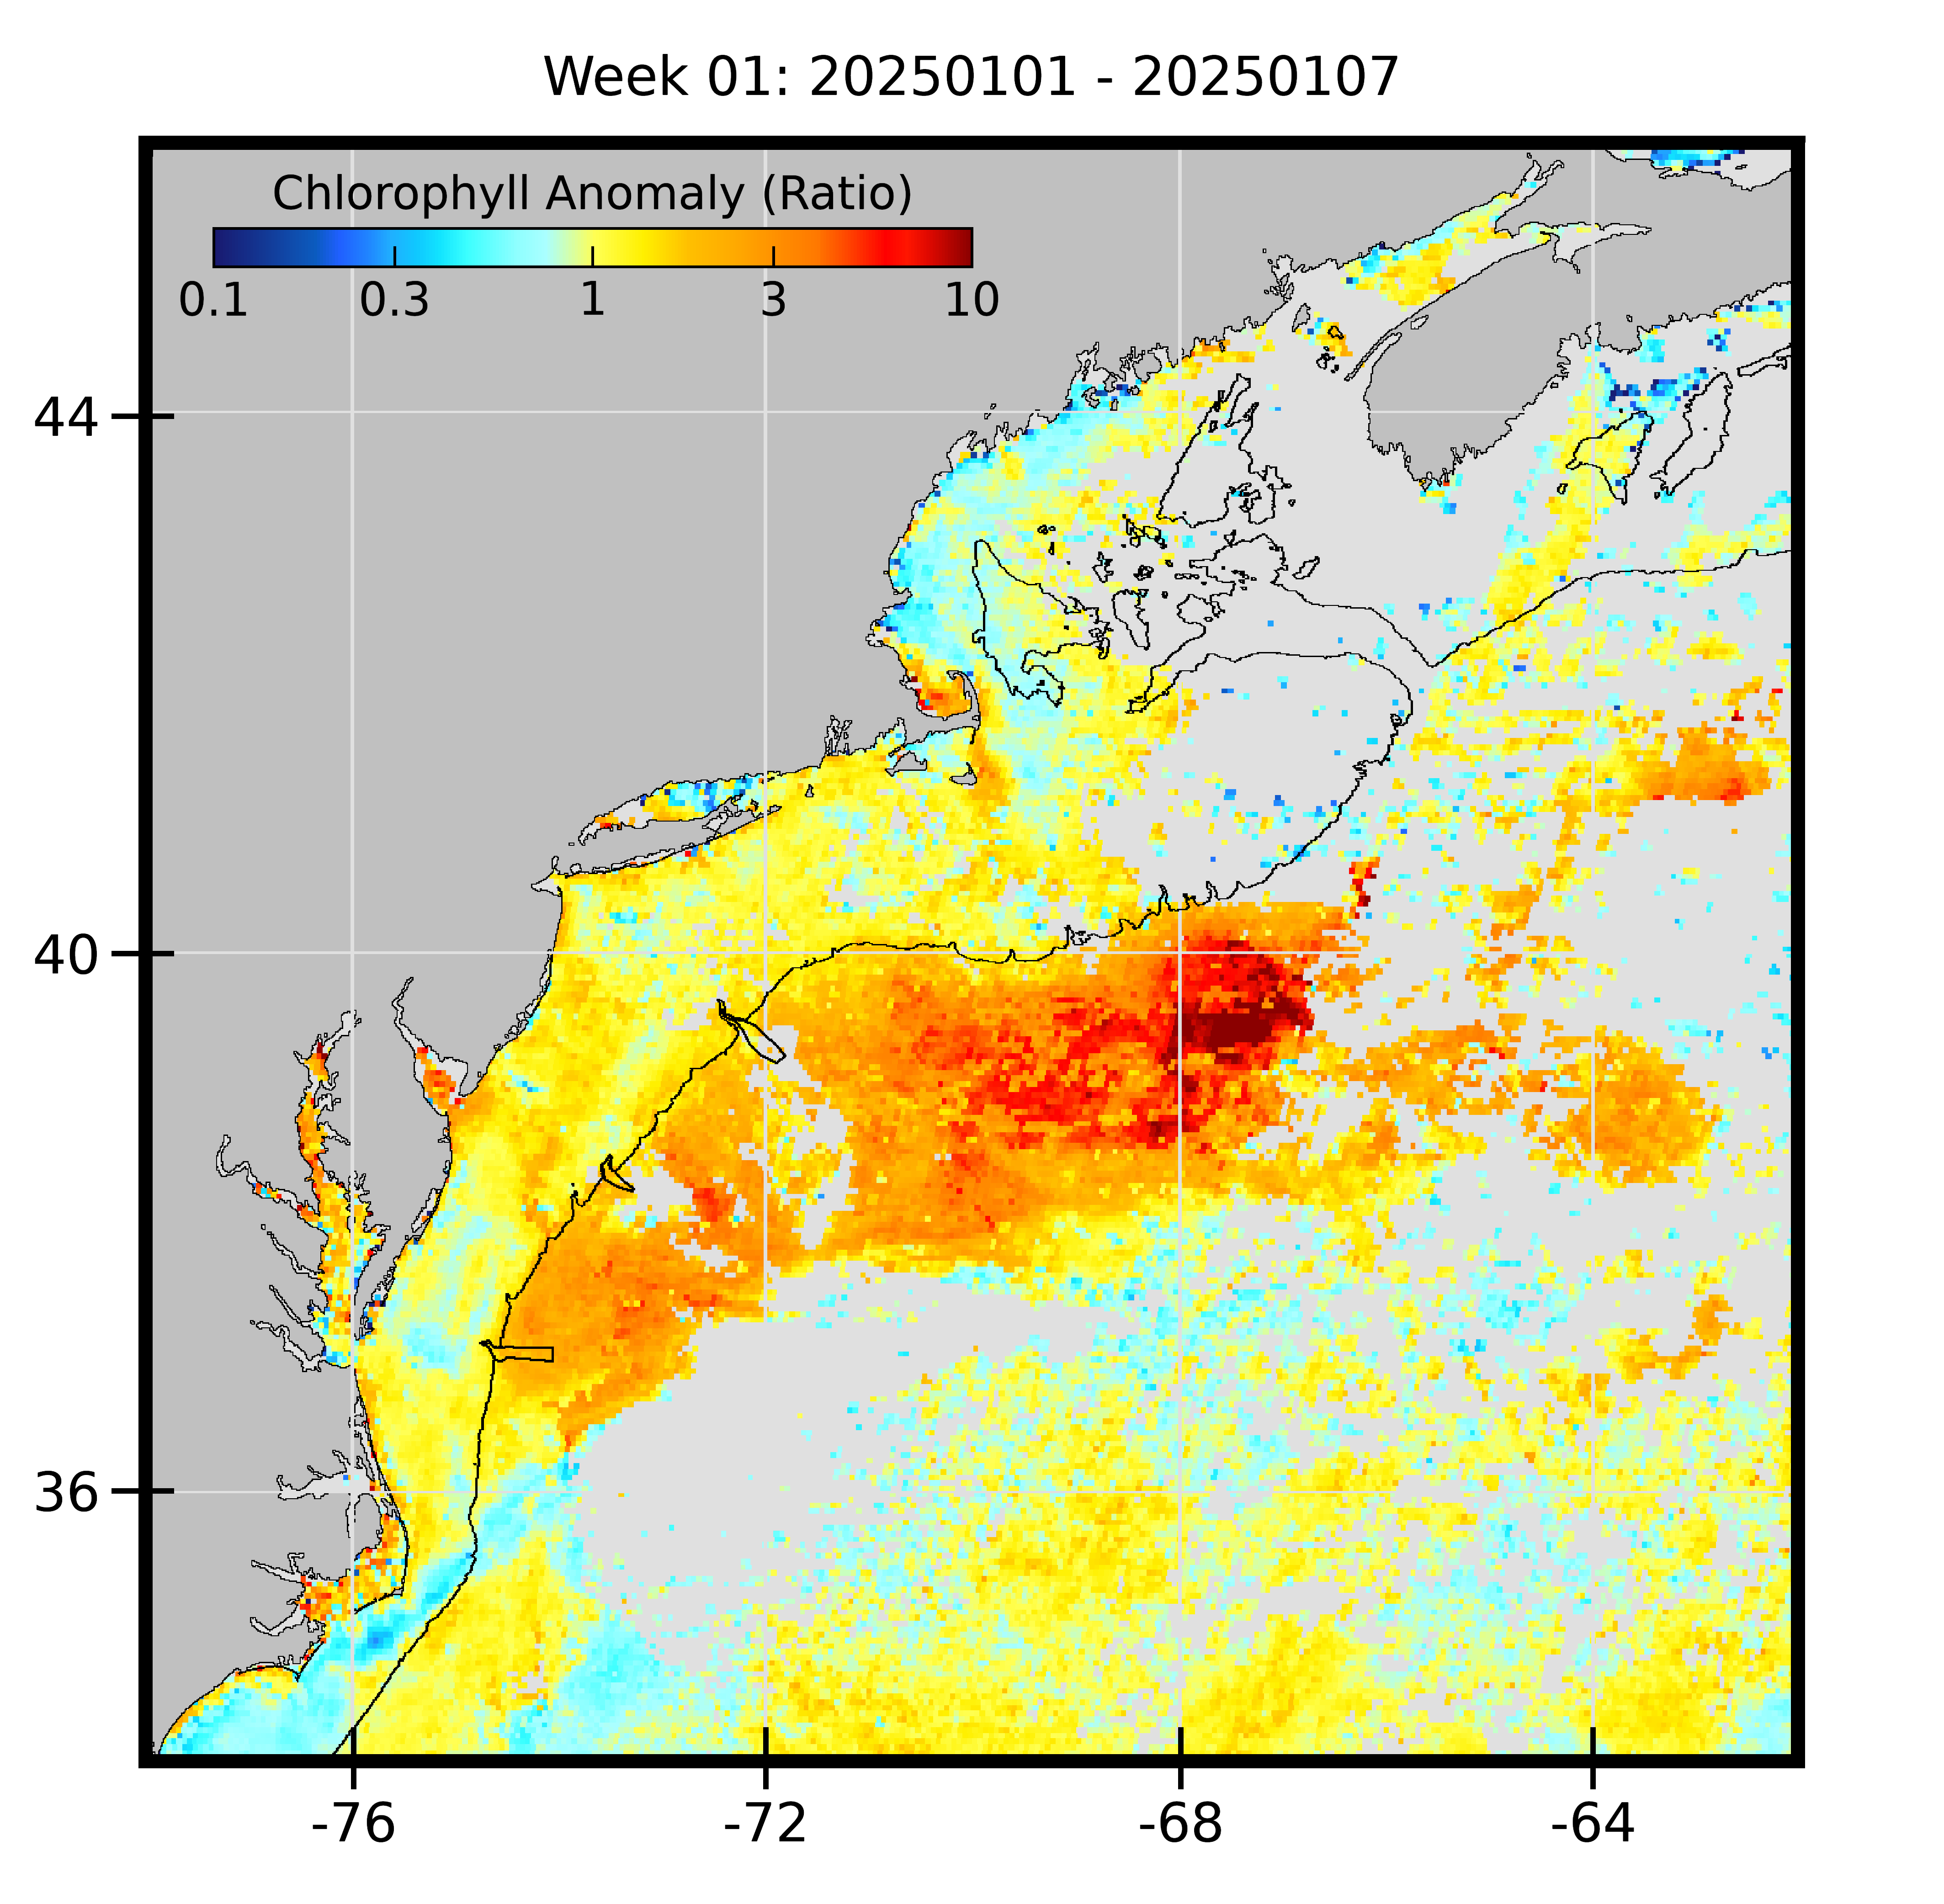 Week 01: 20250101 - 20250107
Chlorophyll Anomaly (Ratio)
0.1 0.3 1 3 10
44
40
36
-76 -72 -68 -64